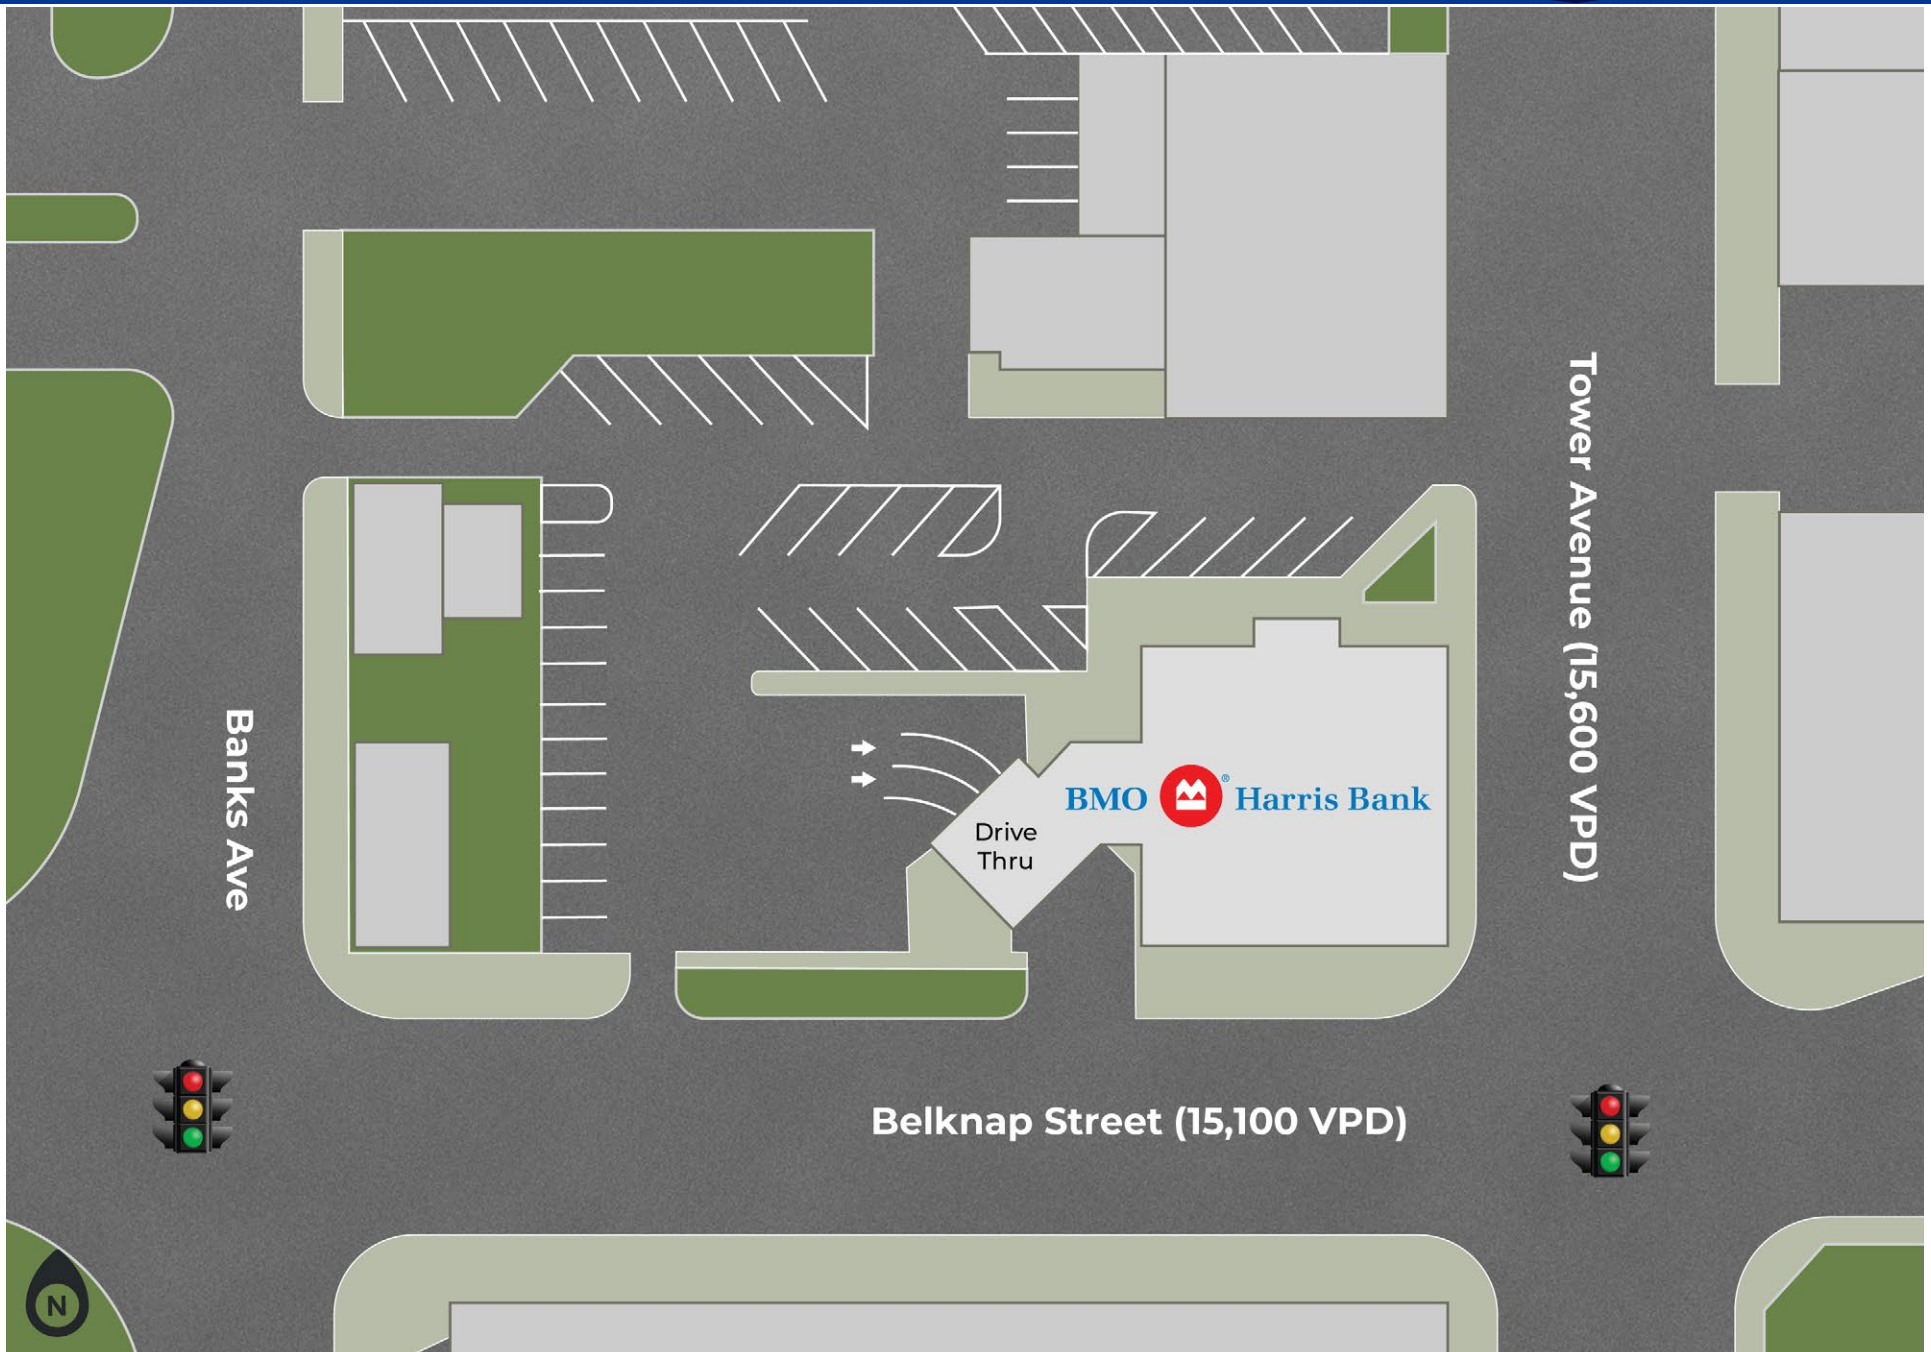 Tower Avenue (15,600 VPD)
Banks Ave
BMO ® Harris Bank
Drive
Thru
Belknap Street (15,100 VPD)
N